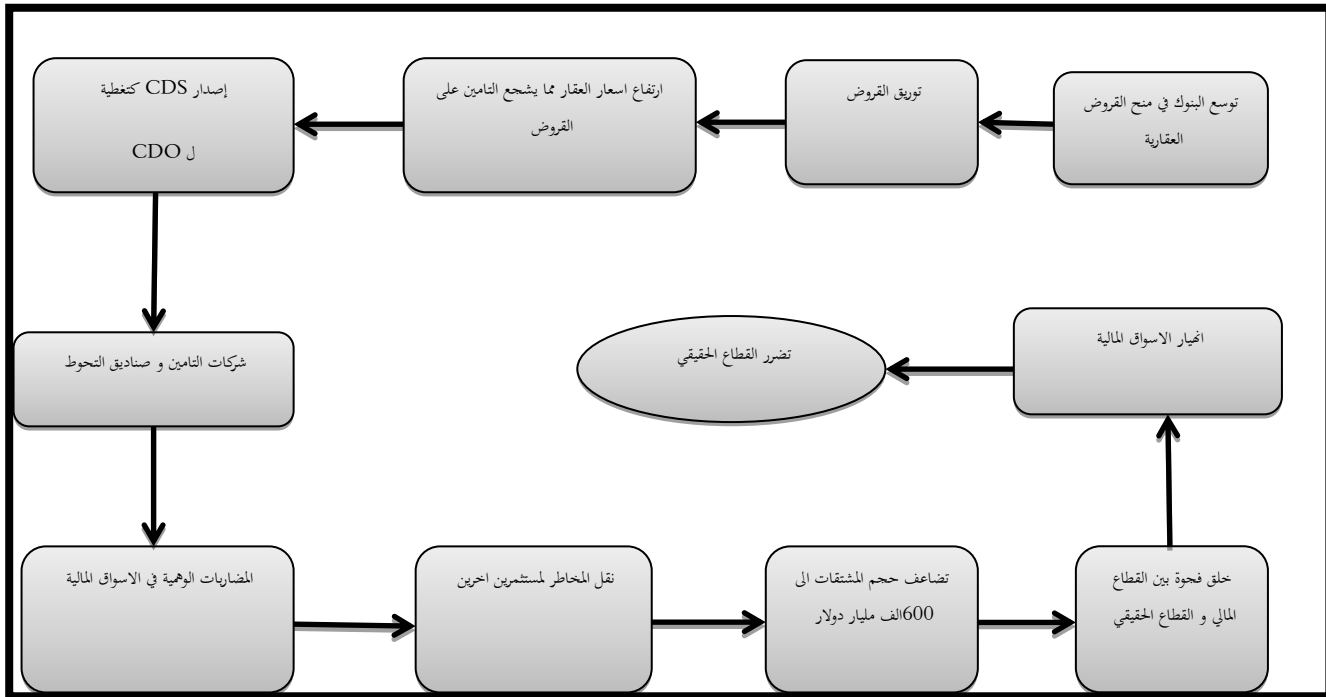 توسع البنوك في منح القروض
العقارية
توريق القروض
ارتفاع اسعار العقار مما يشجع التامين على
القروض
إصدار CDS كتغطية
ل CDO
شركات التامين و صناديق التحوط
المضاربات الوهمية في الاسواق المالية
نقل المخاطر لمستثمرين اخرين
تضاعف حجم المشتقات الى
600الف مليار دولار
خلق فجوة بين القطاع
المالي و القطاع الحقيقي
انهيار الاسواق المالية
تضرر القطاع الحقيقي